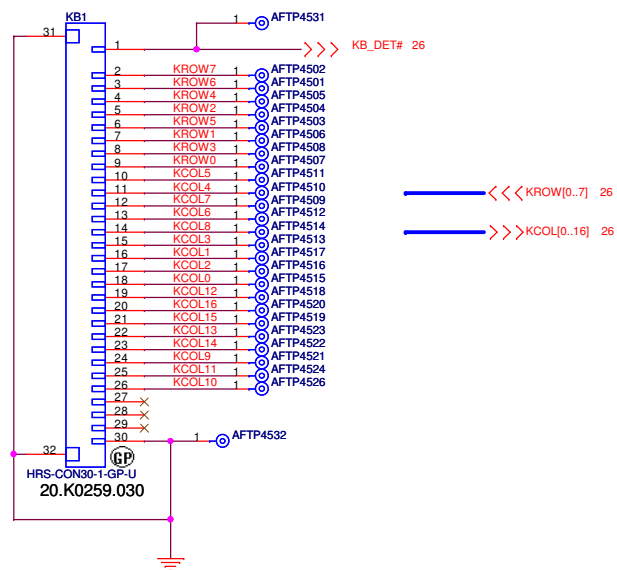 KB1
31
1 AFTP4531
1 KB_DET# 26
2 KROW7 1 AFTP4502
3 KROW6 1 AFTP4501
4 KROW4 1 AFTP4505
5 KROW2 1 AFTP4504
6 KROW5 1 AFTP4503
7 KROW1 1 AFTP4506
8 KROW3 1 AFTP4508
9 KROW0 1 AFTP4507
10 KCOL5 1 AFTP4511
11 KCOL4 1 AFTP4510 KROW[0..7] 26
12 KCOL7 1 AFTP4509
13 KCOL6 1 AFTP4512
14 KCOL8 1 AFTP4514 KCOL[0..16] 26
15 KCOL3 1 AFTP4513
16 KCOL1 1 AFTP4517
17 KCOL2 1 AFTP4516
18 KCOL0 1 AFTP4515
19 KCOL12 1 AFTP4518
20 KCOL16 1 AFTP4520
21 KCOL15 1 AFTP4519
22 KCOL13 1 AFTP4523
23 KCOL14 1 AFTP4522
24 KCOL9 1 AFTP4521
25 KCOL11 1 AFTP4524
26 KCOL10 1 AFTP4526
27
28
29
30 1 AFTP4532
32
GP
HRS-CON30-1-GP-U
20.K0259.030